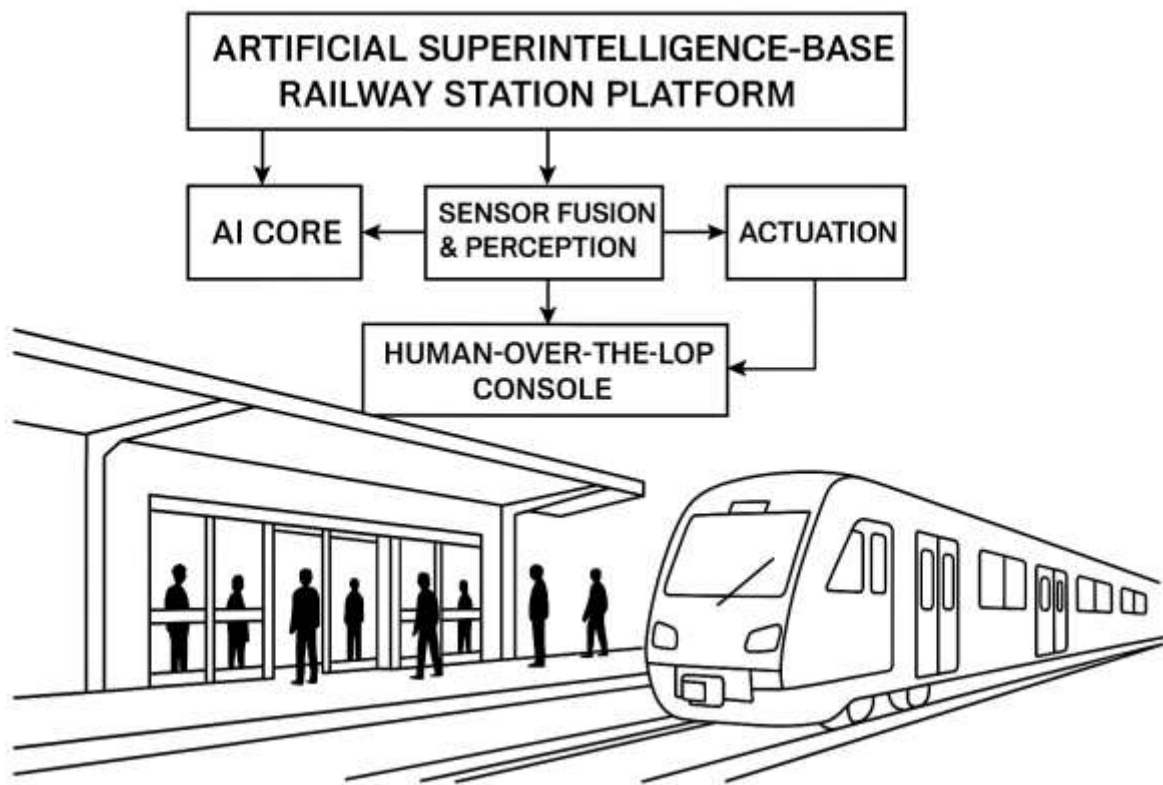 ARTIFICIAL SUPERINTELLIGENCE-BASE
RAILWAY STATION PLATFORM
AI CORE
SENSOR FUSION
& PERCEPTION
ACTUATION
HUMAN-OVER-THE-LOP
CONSOLE